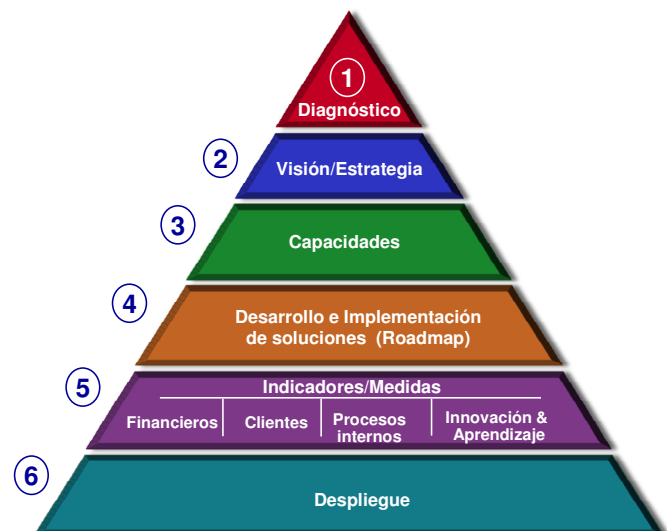 1
Diagnóstico
2
Visión/Estrategia
3
Capacidades
4
Desarrollo e Implementación
de soluciones (Roadmap)
5
Indicadores/Medidas
Financieros
Clientes
Procesos
internos
Innovación &
Aprendizaje
6
Despliegue